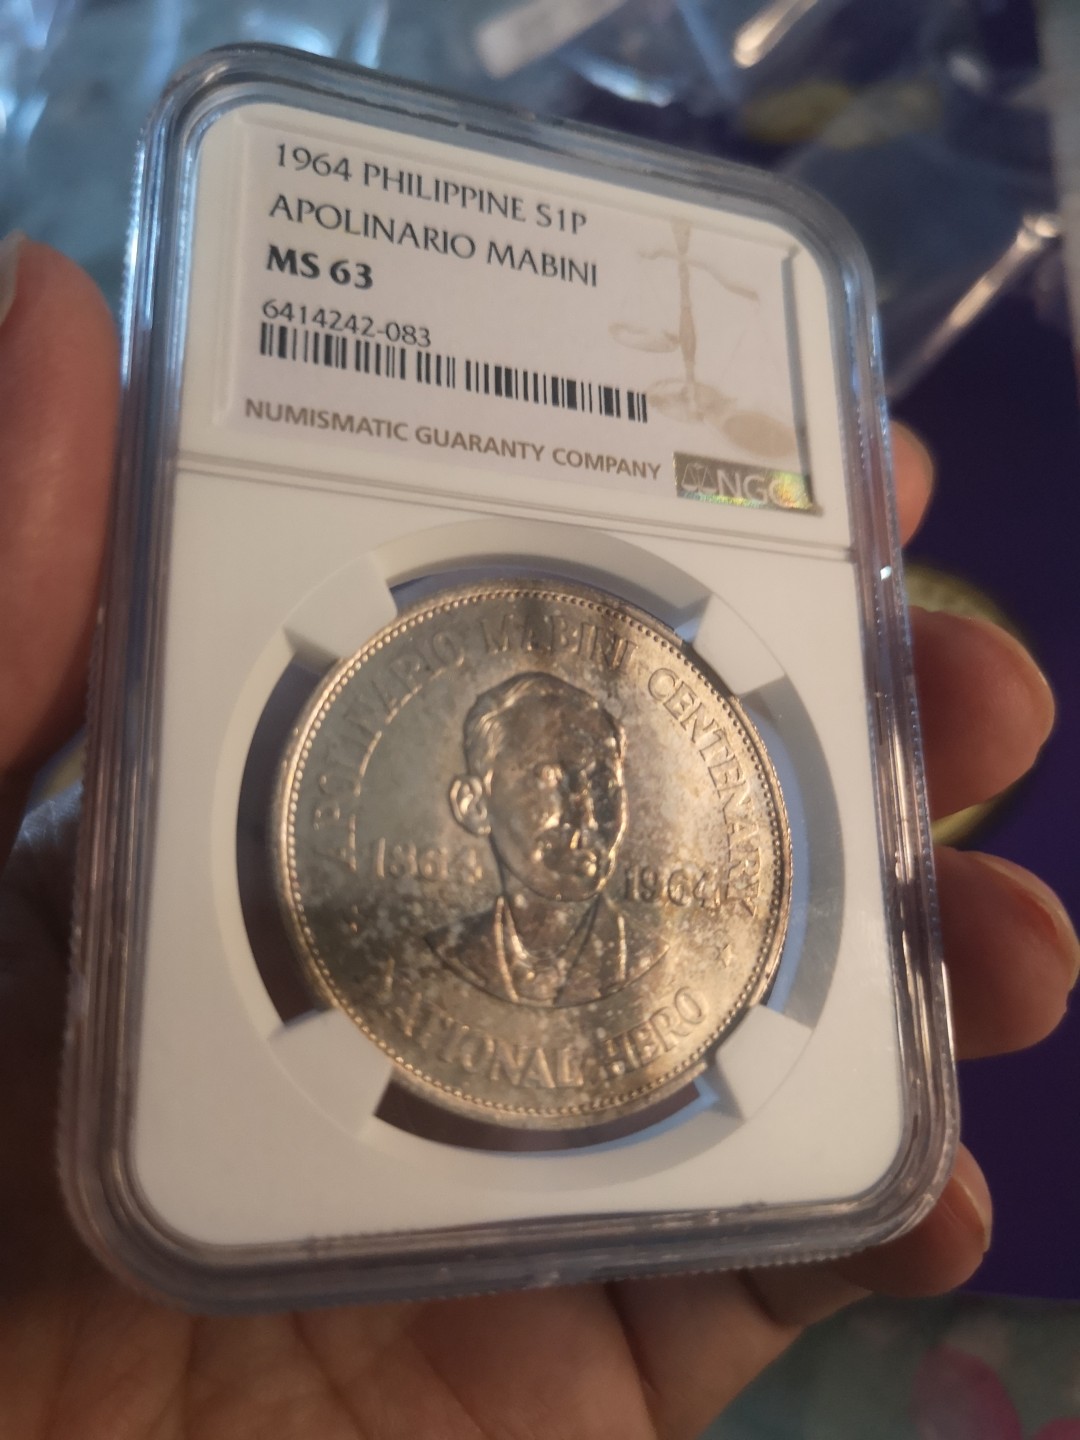 1964 PHILIPPINE S1P
APOLINARIO MABINI
MS 63
6414242-083
NUMISMATIC GUARANTY COMPANY
NGC
APOLINARIO MABINI CENTENARY
1864 1964
NATIONAL HERO